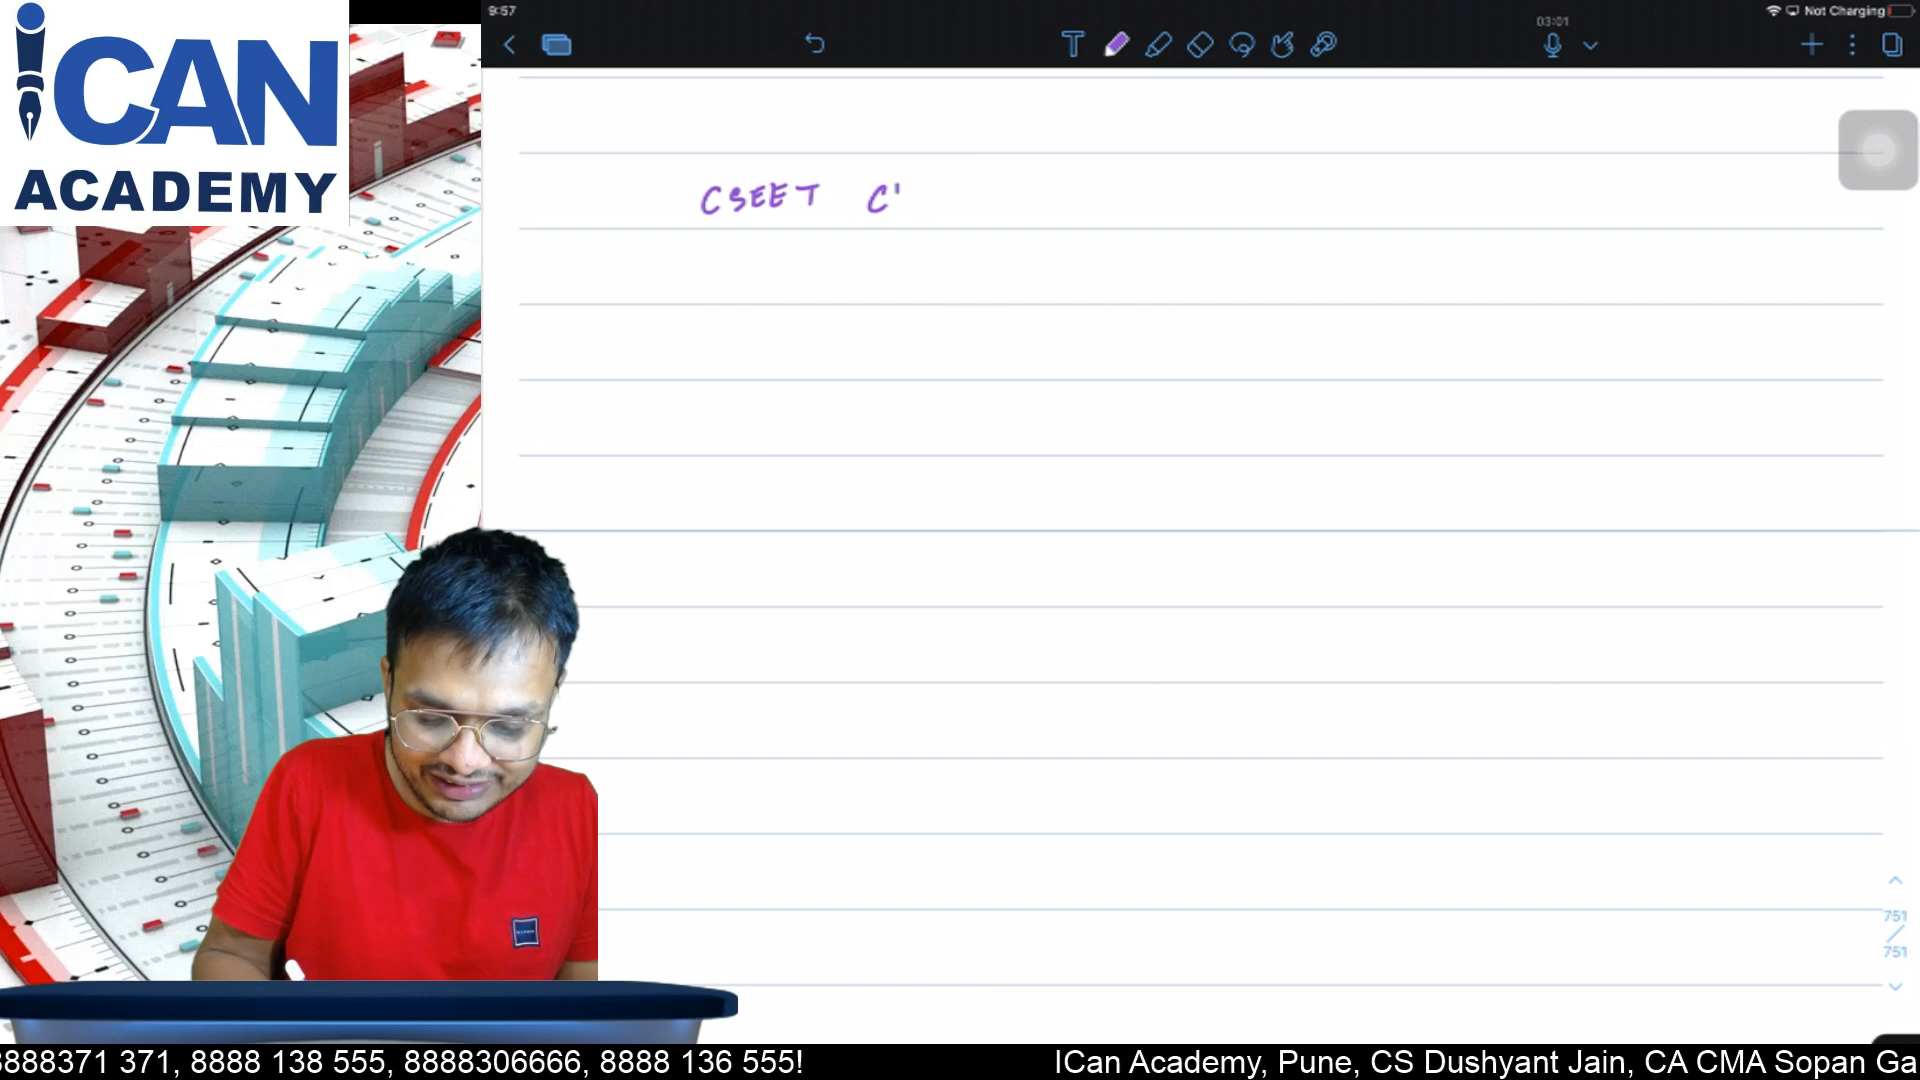 iCAN
ACADEMY
9:57
Not Charging
03:01
CSEET C'
751
751
8888371 371, 8888 138 555, 8888306666, 8888 136 555!
ICan Academy, Pune, CS Dushyant Jain, CA CMA Sopan Ga